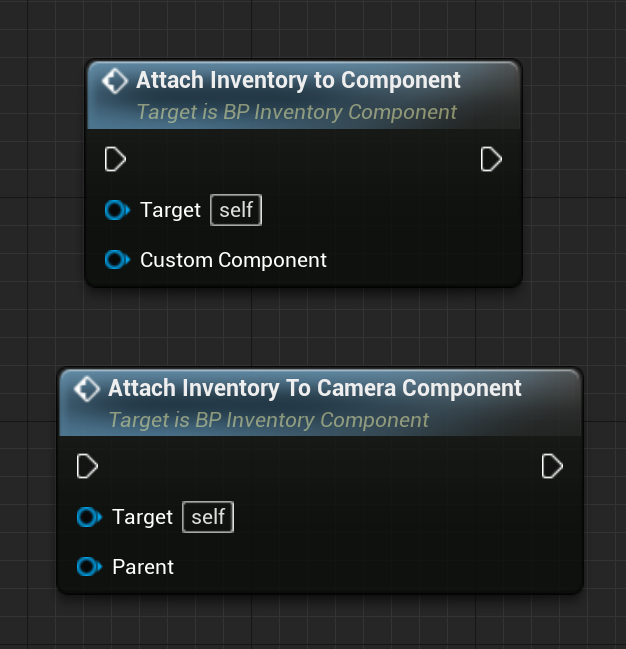 Attach Inventory to Component
Target is BP Inventory Component
Target self
Custom Component
Attach Inventory To Camera Component
Target is BP Inventory Component
Target self
Parent